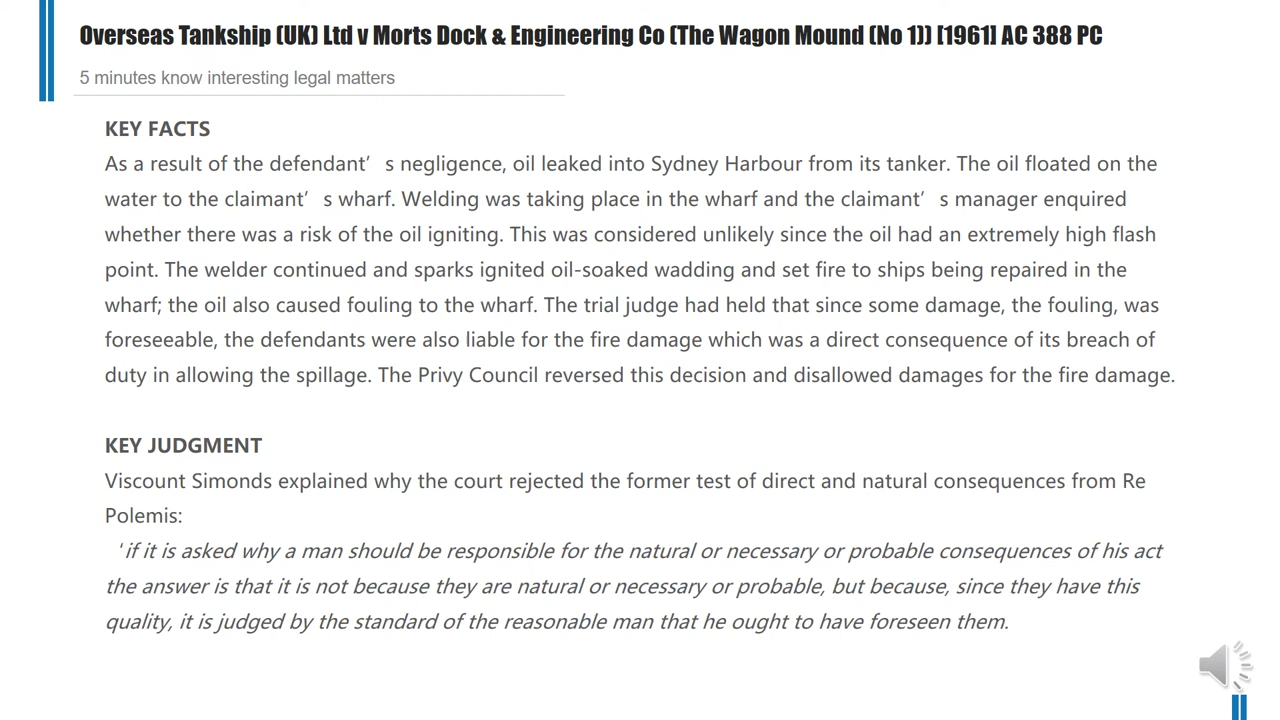 Overseas Tankship (UK) Ltd v Morts Dock & Engineering Co (The Wagon Mound (No 1)) [1961] AC 388 PC
5 minutes know interesting legal matters
KEY FACTS
As a result of the defendant’s negligence, oil leaked into Sydney Harbour from its tanker. The oil floated on the
water to the claimant’s wharf. Welding was taking place in the wharf and the claimant’s manager enquired
whether there was a risk of the oil igniting. This was considered unlikely since the oil had an extremely high flash
point. The welder continued and sparks ignited oil-soaked wadding and set fire to ships being repaired in the
wharf; the oil also caused fouling to the wharf. The trial judge had held that since some damage, the fouling, was
foreseeable, the defendants were also liable for the fire damage which was a direct consequence of its breach of
duty in allowing the spillage. The Privy Council reversed this decision and disallowed damages for the fire damage.
KEY JUDGMENT
Viscount Simonds explained why the court rejected the former test of direct and natural consequences from Re
Polemis:
‘if it is asked why a man should be responsible for the natural or necessary or probable consequences of his act
the answer is that it is not because they are natural or necessary or probable, but because, since they have this
quality, it is judged by the standard of the reasonable man that he ought to have foreseen them.